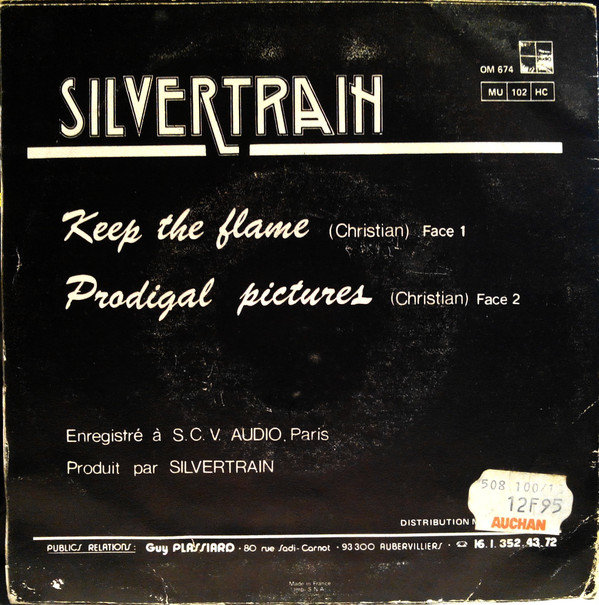 OM 674
MU 102 HC
SILVERTRAIN
Keep the flame (Christian) Face 1
Prodigal pictures (Christian) Face 2
Enregistré à S.C.V. AUDIO, Paris
Produit par SILVERTRAIN
508 100/
12F95
AUCHAN
DISTRIBUTION
PUBLICS RELATIONS: Guy PLASSIARD · 80 rue Sadi-Carnot · 93300 AUBERVILLIERS · 16.1.352.43.72
Made in France